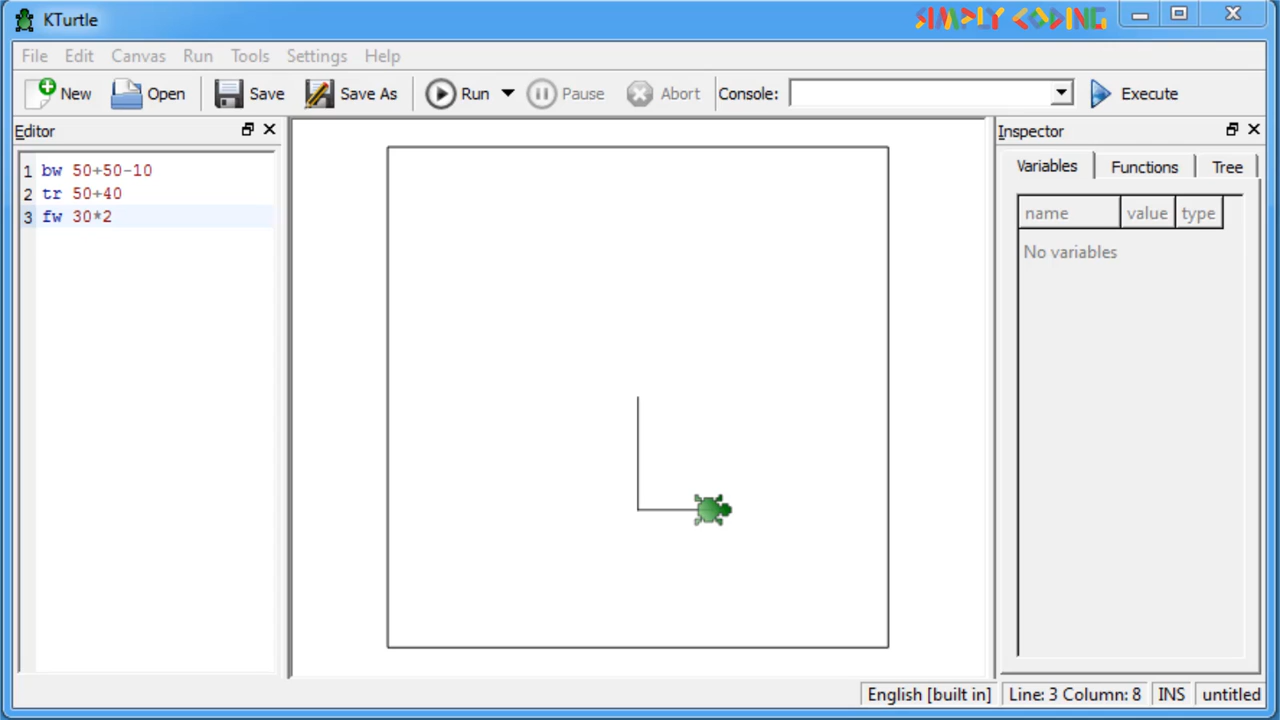 KTurtle
SIMPLY CODING
File Edit Canvas Run Tools Settings Help
New Open Save Save As Run Pause Abort Console: Execute
Editor
1 bw 50+50-10
2 tr 50+40
3 fw 30*2
Inspector
Variables Functions Tree
name value type
No variables
English [built in] Line: 3 Column: 8 INS untitled